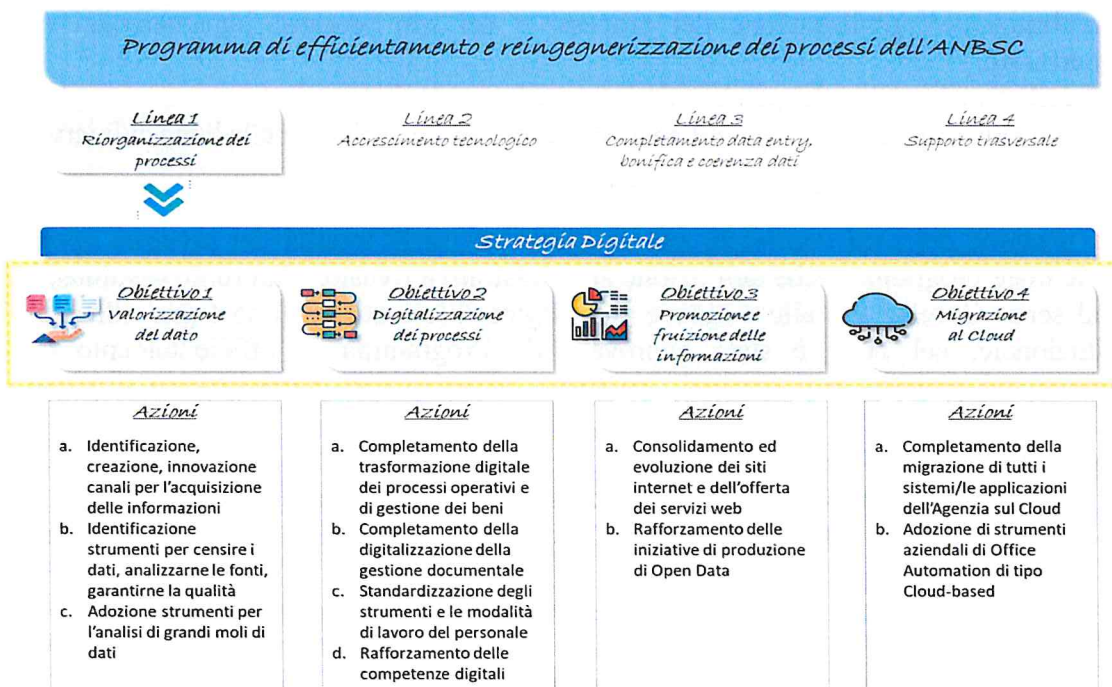 Programma di efficientamento e reingegnerizzazione dei processi dell'ANBSC
Linea 1
Riorganizzazione dei
processi
Linea 2
Accrescimento tecnologico
Linea 3
Completamento data entry,
bonifica e coerenza dati
Linea 4
Supporto trasversale
Strategia Digitale
Obiettivo 1
Valorizzazione
del dato
Obiettivo 2
Digitalizzazione
dei processi
Obiettivo 3
Promozione e
fruizione delle
informazioni
Obiettivo 4
Migrazione
al Cloud
Azioni
a. Identificazione,
creazione, innovazione
canali per l'acquisizione
delle informazioni
b. Identificazione
strumenti per censire i
dati, analizzarne le fonti,
garantirne la qualità
c. Adozione strumenti per
l'analisi di grandi moli di
dati
Azioni
a. Completamento della
trasformazione digitale
dei processi operativi e
di gestione dei beni
b. Completamento della
digitalizzazione della
gestione documentale
c. Standardizzazione degli
strumenti e le modalità
di lavoro del personale
d. Rafforzamento delle
competenze digitali
Azioni
a. Consolidamento ed
evoluzione dei siti
internet e dell'offerta
dei servizi web
b. Rafforzamento delle
iniziative di produzione
di Open Data
Azioni
a. Completamento della
migrazione di tutti i
sistemi/le applicazioni
dell'Agenzia sul Cloud
b. Adozione di strumenti
aziendali di Office
Automation di tipo
Cloud-based